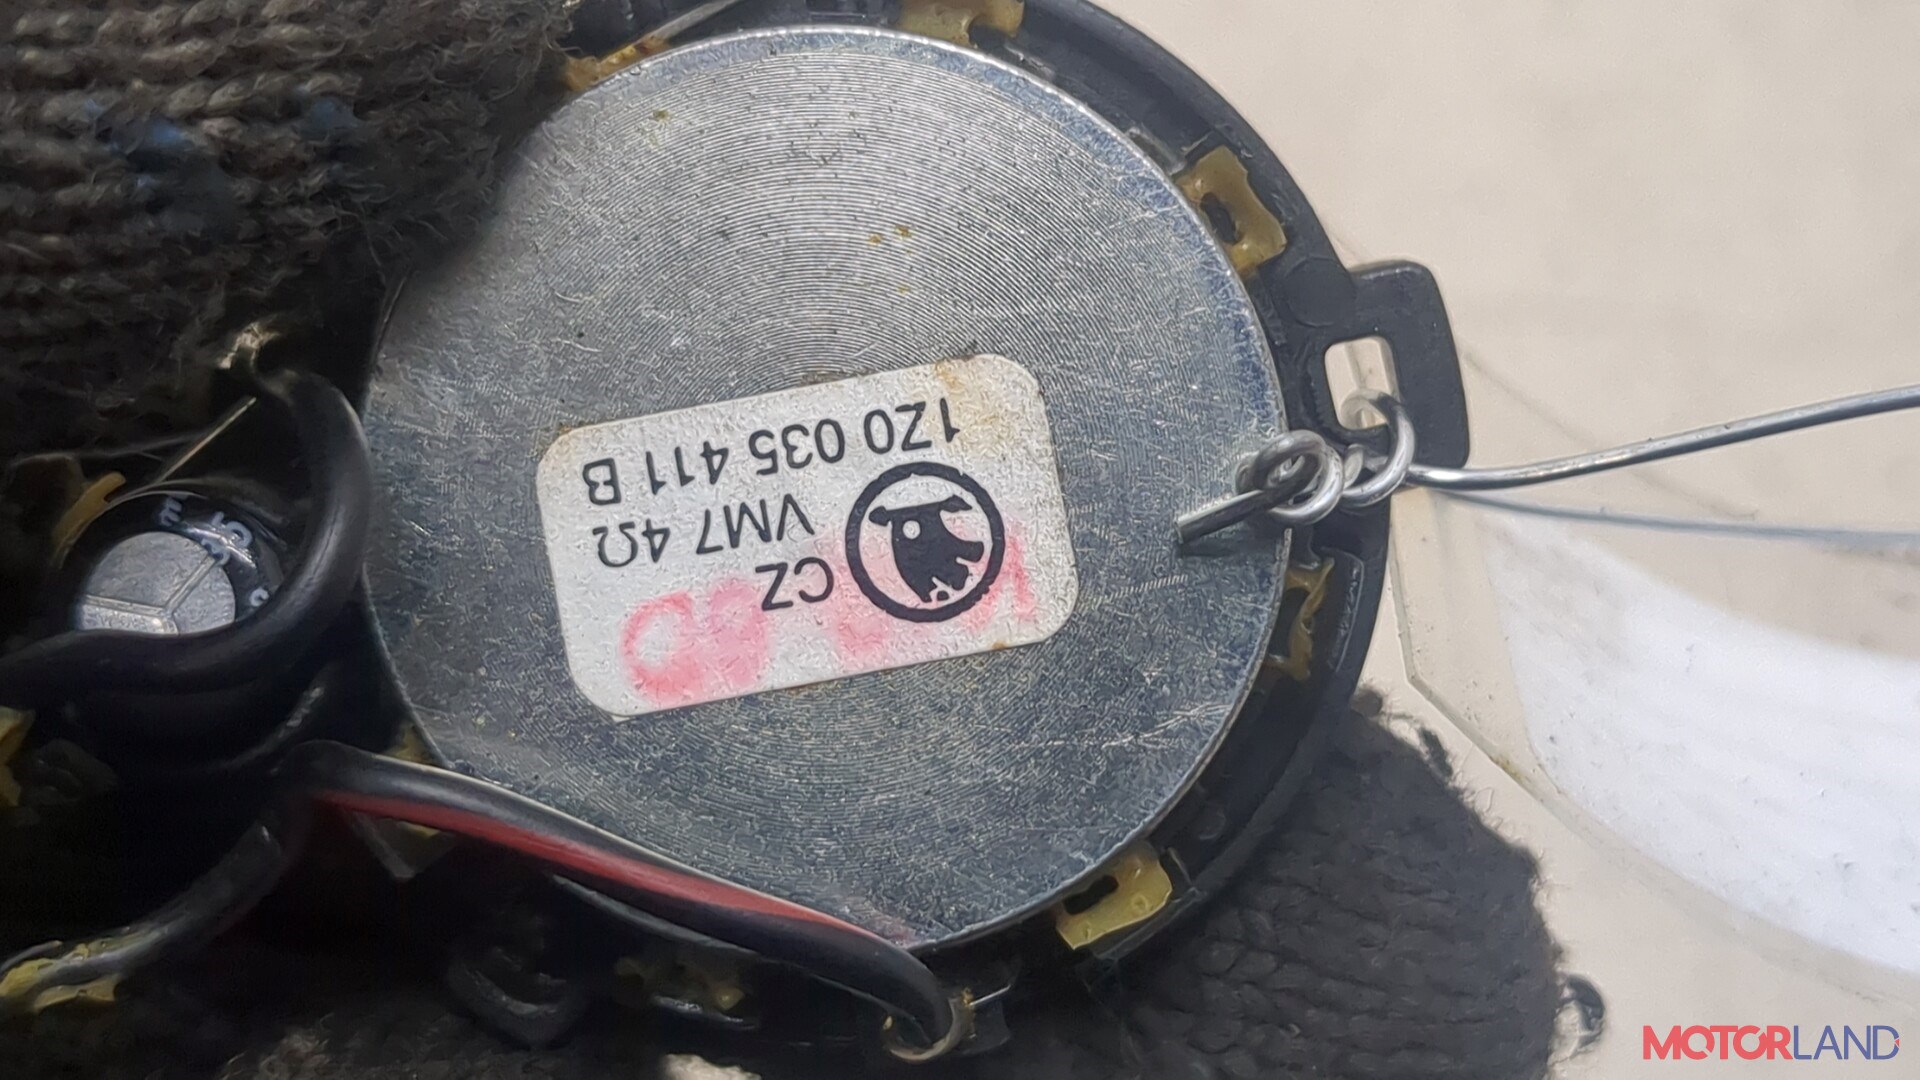 1Z0 035 411 B
VM7 4Ω
CZ
MOTORLAND